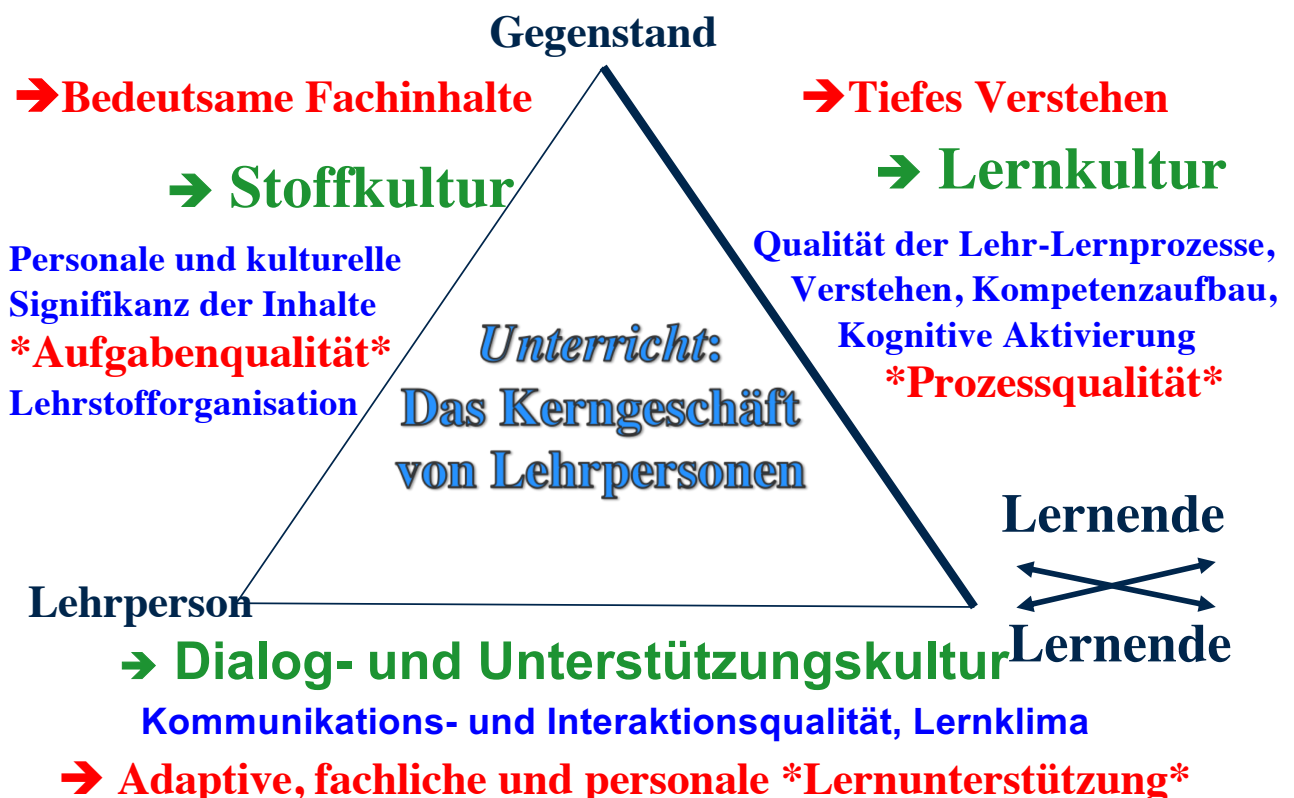 Gegenstand
➔Bedeutsame Fachinhalte
➔Tiefes Verstehen
➔ Stoffkultur
➔ Lernkultur
Personale und kulturelle
Signifikanz der Inhalte
*Aufgabenqualität*
Lehrstofforganisation
Qualität der Lehr-Lernprozesse,
Verstehen, Kompetenzaufbau,
Kognitive Aktivierung
*Prozessqualität*
Unterricht:
Das Kerngeschäft
von Lehrpersonen
Lernende
Lehrperson
Lernende
➔ Dialog- und Unterstützungskultur
Kommunikations- und Interaktionsqualität, Lernklima
➔ Adaptive, fachliche und personale *Lernunterstützung*